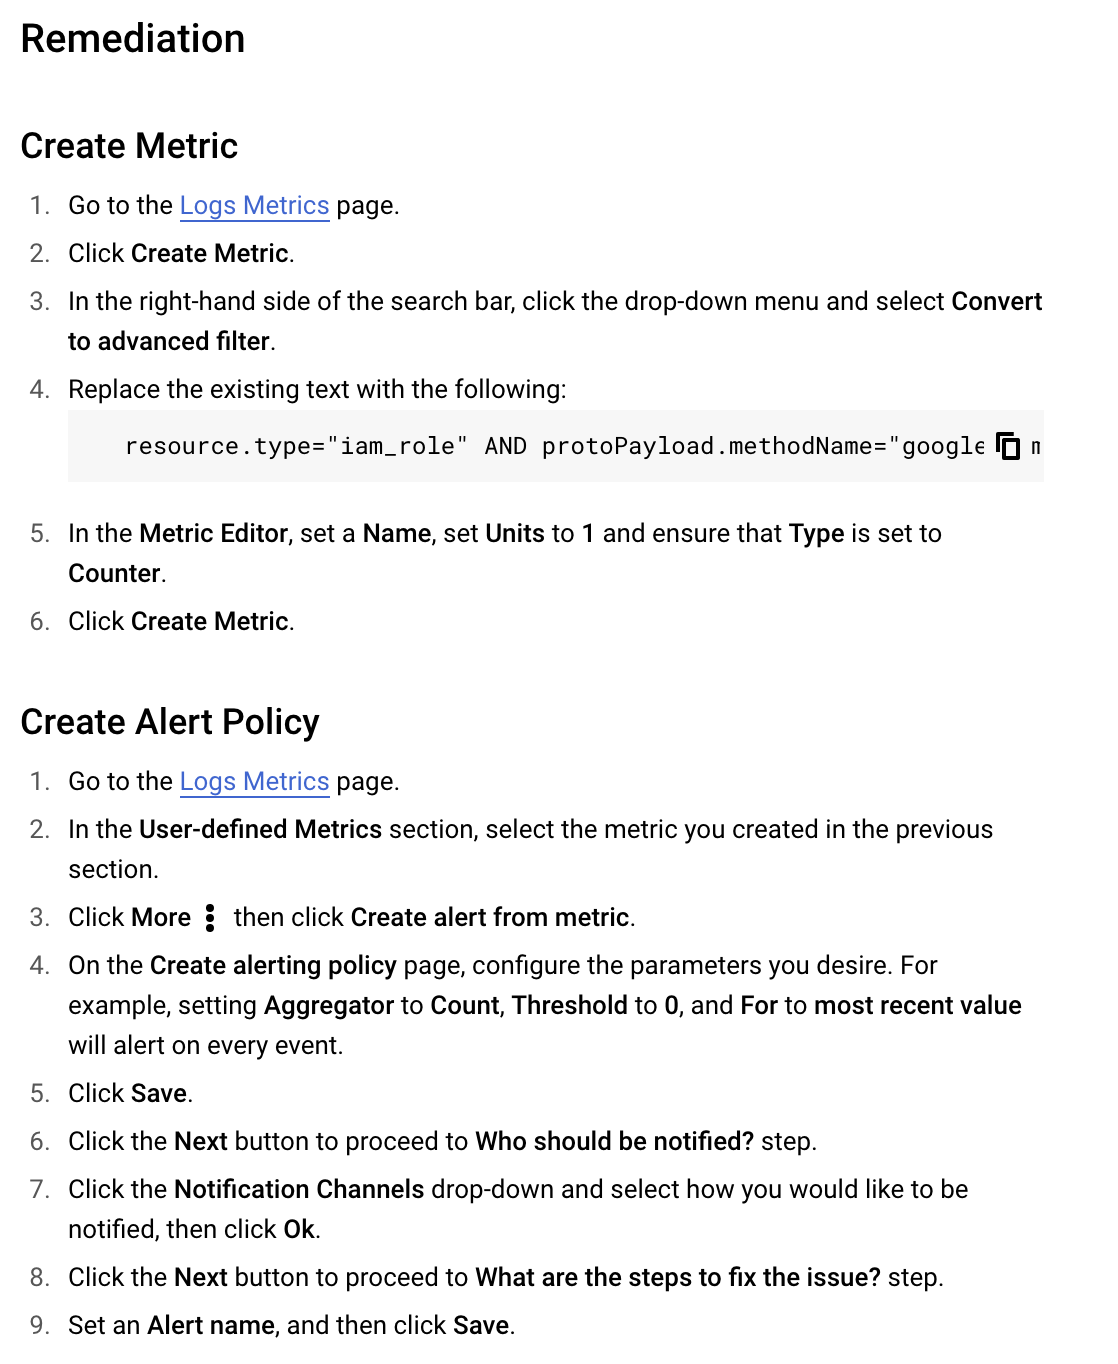 Remediation
Create Metric
1. Go to the Logs Metrics page.
2. Click Create Metric.
3. In the right-hand side of the search bar, click the drop-down menu and select Convert
to advanced filter.
4. Replace the existing text with the following:
resource.type="iam_role" AND protoPayload.methodName="google
5. In the Metric Editor, set a Name, set Units to 1 and ensure that Type is set to
Counter.
6. Click Create Metric.
Create Alert Policy
1. Go to the Logs Metrics page.
2. In the User-defined Metrics section, select the metric you created in the previous
section.
3. Click More then click Create alert from metric.
4. On the Create alerting policy page, configure the parameters you desire. For
example, setting Aggregator to Count, Threshold to 0, and For to most recent value
will alert on every event.
5. Click Save.
6. Click the Next button to proceed to Who should be notified? step.
7. Click the Notification Channels drop-down and select how you would like to be
notified, then click Ok.
8. Click the Next button to proceed to What are the steps to fix the issue? step.
9. Set an Alert name, and then click Save.